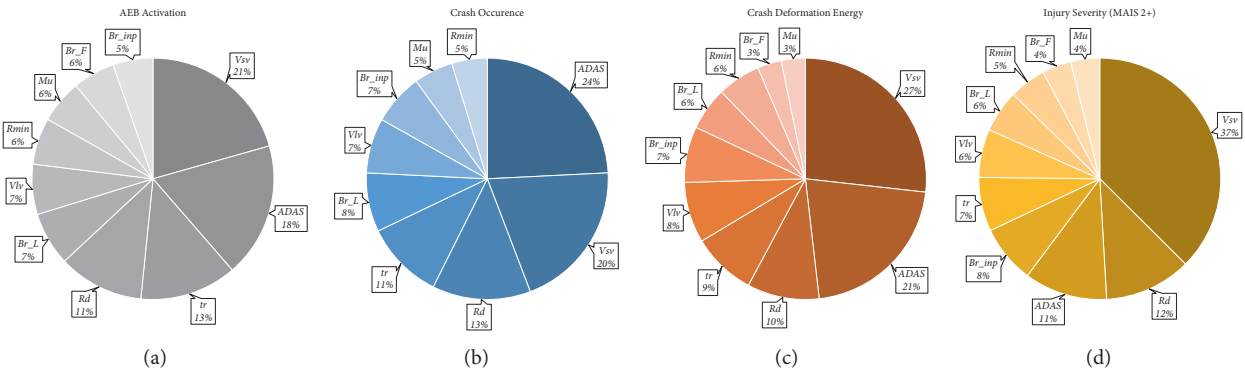 AEB Activation
Vsv
21%
ADAS
18%
tr
13%
Rd
11%
Br_L
7%
Vlv
7%
Rmin
6%
Mu
6%
Br_F
6%
Br_inp
5%
(a)
Crash Occurence
ADAS
24%
Vsv
20%
Rd
13%
tr
11%
Br_L
8%
Vlv
7%
Br_inp
7%
Mu
5%
Rmin
5%
(b)
Crash Deformation Energy
Vsv
27%
ADAS
21%
Rd
10%
tr
9%
Vlv
8%
Br_inp
7%
Br_L
6%
Rmin
6%
Br_F
3%
Mu
3%
(c)
Injury Severity (MAIS 2+)
Vsv
37%
Rd
12%
ADAS
11%
Br_inp
8%
tr
7%
Vlv
6%
Br_L
6%
Rmin
5%
Br_F
4%
Mu
4%
(d)